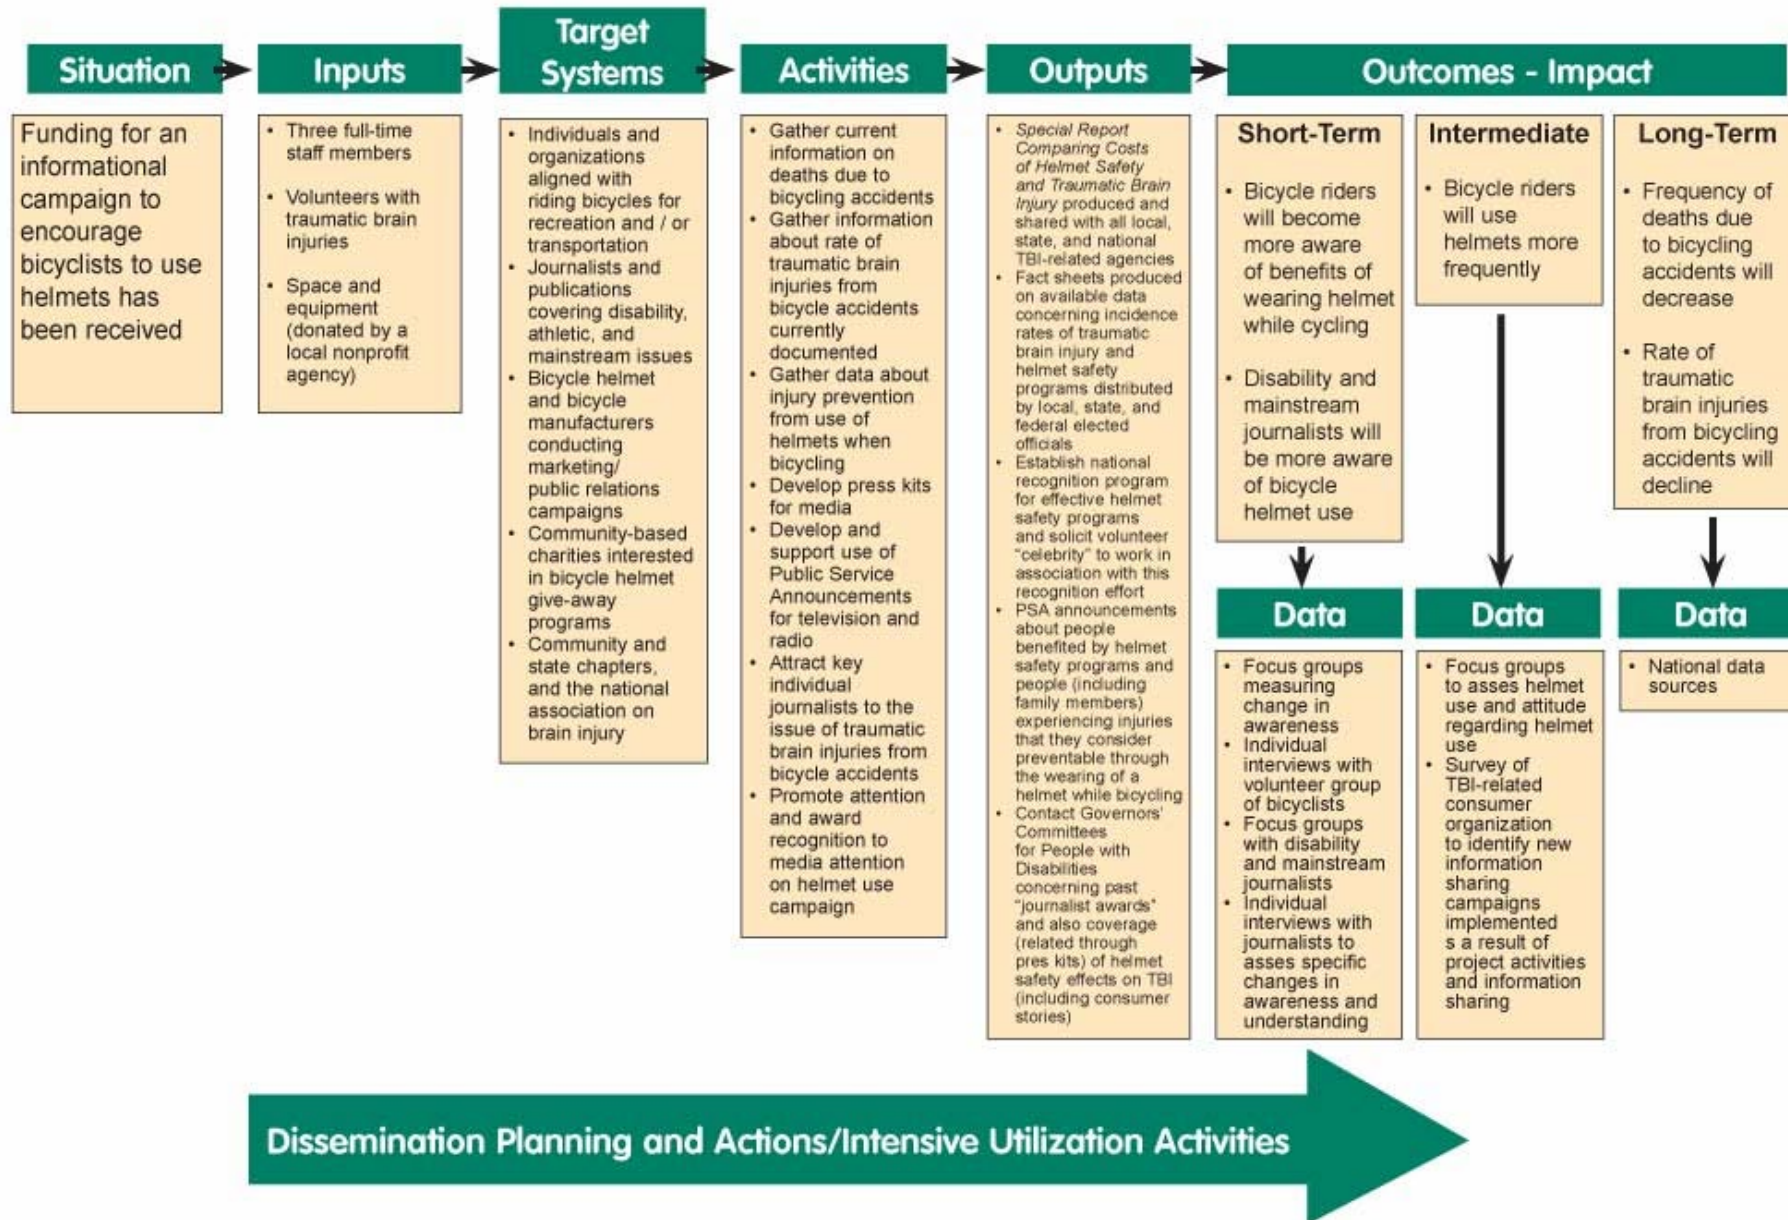 Situation
Funding for an
informational
campaign to
encourage
bicyclists to use
helmets has
been received
Inputs
• Three full-time
staff members
• Volunteers with
traumatic brain
injuries
• Space and
equipment
(donated by a
local nonprofit
agency)
Target
Systems
• Individuals and
organizations
aligned with
riding bicycles for
recreation and / or
transportation
• Journalists and
publications
covering disability,
athletic, and
mainstream issues
• Bicycle helmet
and bicycle
manufacturers
conducting
marketing/
public relations
campaigns
• Community-based
charities interested
in bicycle helmet
give-away
programs
• Community and
state chapters,
and the national
association on
brain injury
Activities
• Gather current
information on
deaths due to
bicycling accidents
• Gather information
about rate of
traumatic brain
injuries from
bicycle accidents
currently
documented
• Gather data about
injury prevention
from use of
helmets when
bicycling
• Develop press kits
for media
• Develop and
support use of
Public Service
Announcements
for television and
radio
• Attract key
individual
journalists to the
issue of traumatic
brain injuries from
bicycle accidents
• Promote attention
and award
recognition to
media attention
on helmet use
campaign
Outputs
• Special Report
Comparing Costs
of Helmet Safety
and Traumatic Brain
Injury produced and
shared with all local,
state, and national
TBI-related agencies
• Fact sheets produced
on available data
concerning incidence
rates of traumatic
brain injury and
helmet safety
programs distributed
by local, state, and
federal elected
officials
• Establish national
recognition program
for effective helmet
safety programs
and solicit volunteer
"celebrity" to work in
association with this
recognition effort
• PSA announcements
about people
benefited by helmet
safety programs and
people (including
family members)
experiencing injuries
that they consider
preventable through
the wearing of a
helmet while bicycling
• Contact Governors'
Committees
for People with
Disabilities
concerning past
"journalist awards"
and also coverage
(related through
pres kits) of helmet
safety effects on TBI
(including consumer
stories)
Outcomes - Impact
Short-Term
• Bicycle riders
will become
more aware
of benefits of
wearing helmet
while cycling
• Disability and
mainstream
journalists will
be more aware
of bicycle
helmet use
Data
• Focus groups
measuring
change in
awareness
• Individual
interviews with
volunteer group
of bicyclists
• Focus groups
with disability
and mainstream
journalists
• Individual
interviews with
journalists to
asses specific
changes in
awareness and
understanding
Intermediate
• Bicycle riders
will use
helmets more
frequently
Data
• Focus groups
to asses helmet
use and attitude
regarding helmet
use
• Survey of
TBI-related
consumer
organization
to identify new
information
sharing
campaigns
implemented
s a result of
project activities
and information
sharing
Long-Term
• Frequency of
deaths due
to bicycling
accidents will
decrease
• Rate of
traumatic
brain injuries
from bicycling
accidents will
decline
Data
• National data
sources
Dissemination Planning and Actions/Intensive Utilization Activities